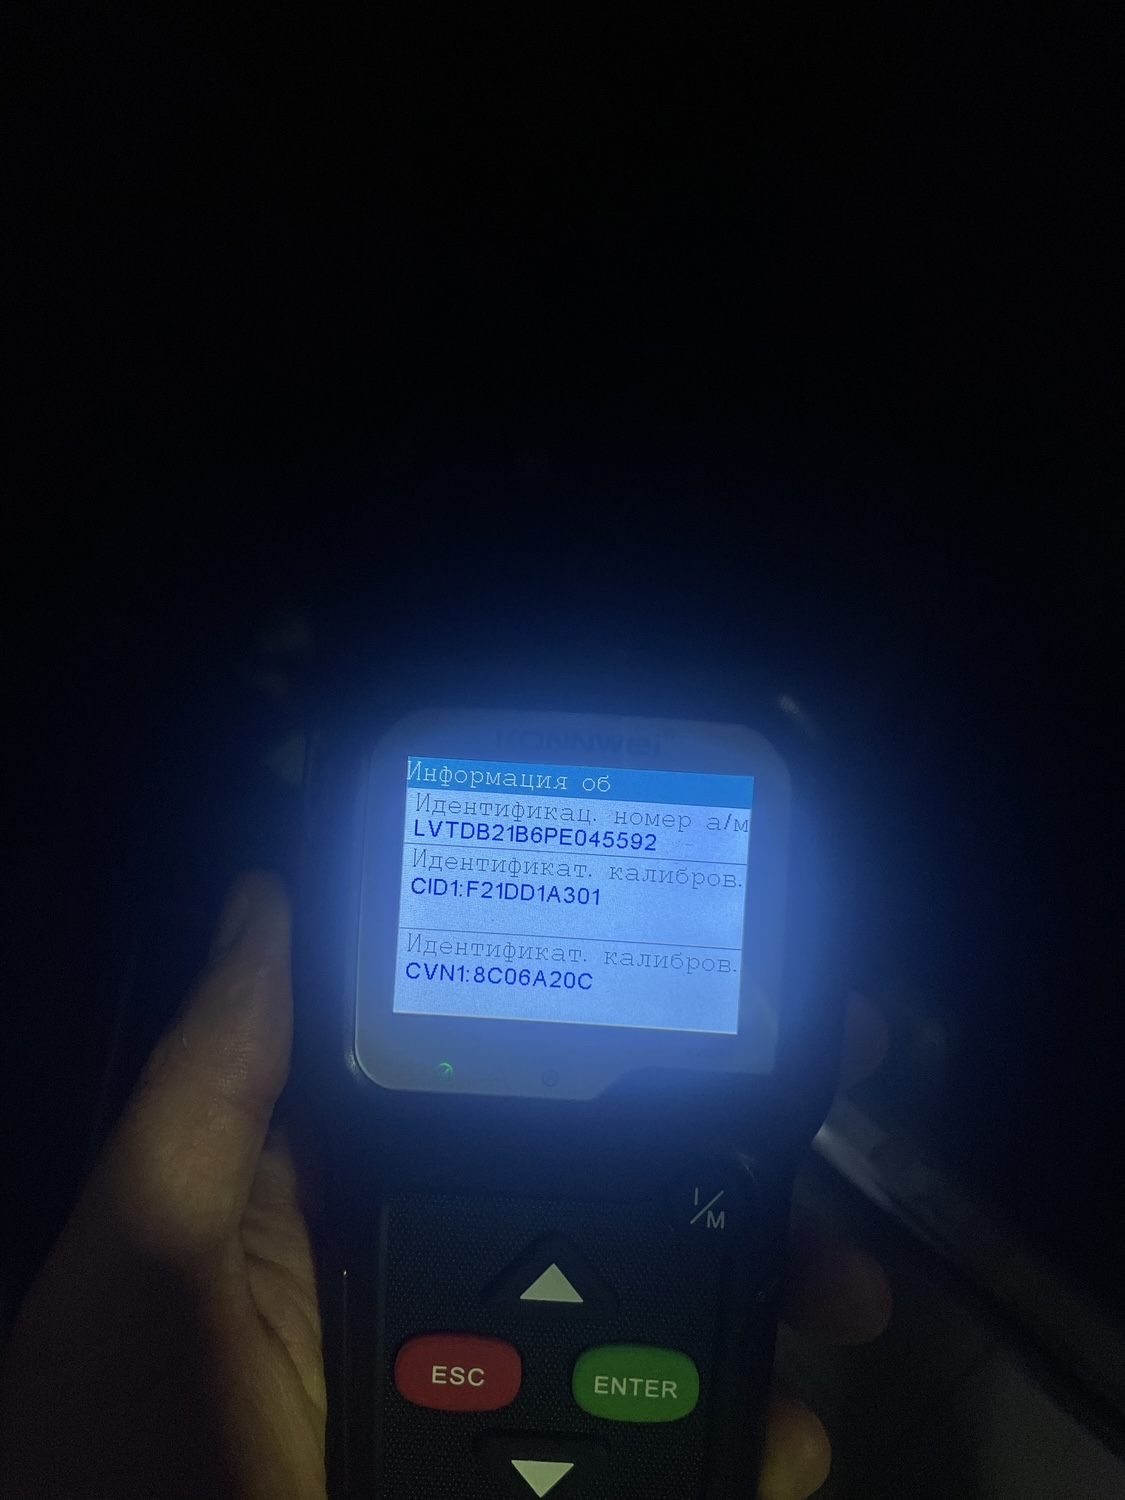 KONNWEI
Информация об
Идентификац. номер а/м
LVTDB21B6PE045592
Идентификат. калибров.
CID1:F21DD1A301
Идентификат. калибров.
CVN1:8C06A20C
I/M
ESC
ENTER